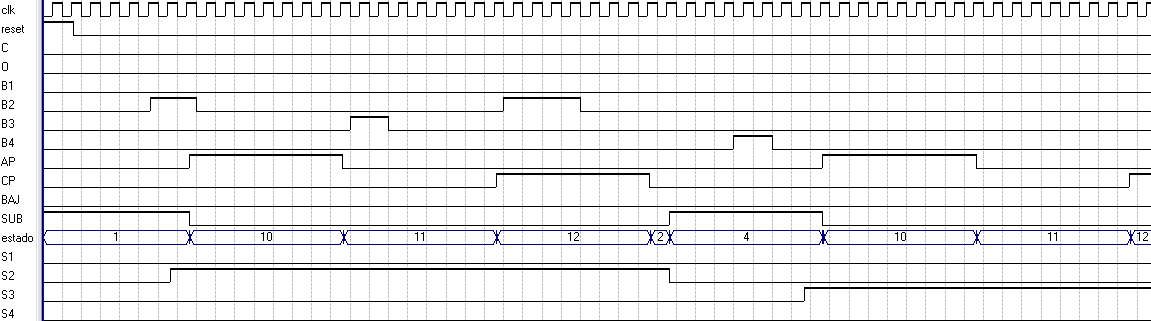 clk
reset
C
O
B1
B2
B3
B4
AP
CP
BAJ
SUB
estado 1 10 11 12 2 4 10 11 12
S1
S2
S3
S4